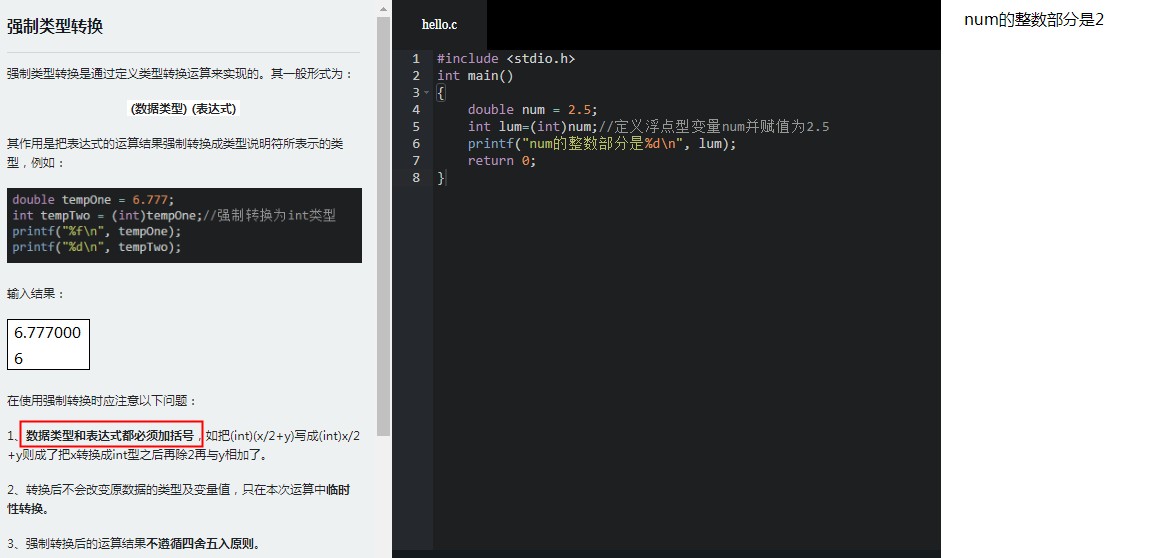 强制类型转换
强制类型转换是通过定义类型转换运算来实现的。其一般形式为：
(数据类型) (表达式)
其作用是把表达式的运算结果强制转换成类型说明符所表示的类
型，例如：
double tempOne = 6.777;
int tempTwo = (int)tempOne;//强制转换为int类型
printf("%f\n", tempOne);
printf("%d\n", tempTwo);
输入结果：
6.777000
6
在使用强制转换时应注意以下问题：
1、数据类型和表达式都必须加括号，如把(int)(x/2+y)写成(int)x/2
+y则成了把x转换成int型之后再除2再与y相加了。
2、转换后不会改变原数据的类型及变量值，只在本次运算中临时
性转换。
3、强制转换后的运算结果不遵循四舍五入原则。
hello.c
1 #include <stdio.h>
2 int main()
3 {
4 double num = 2.5;
5 int lum=(int)num;//定义浮点型变量num并赋值为2.5
6 printf("num的整数部分是%d\n", lum);
7 return 0;
8 }
num的整数部分是2